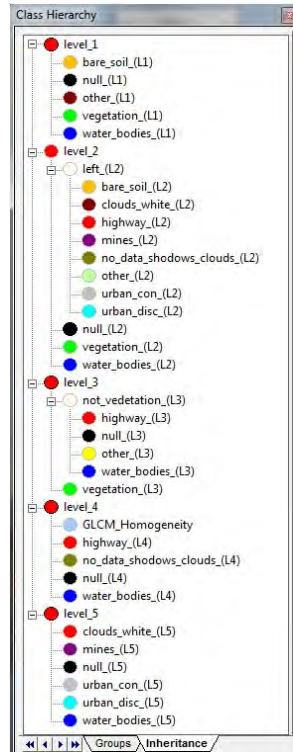 Class Hierarchy
level_1
bare_soil_(L1)
null_(L1)
other_(L1)
vegetation_(L1)
water_bodies_(L1)
level_2
left_(L2)
bare_soil_(L2)
clouds_white_(L2)
highway_(L2)
mines_(L2)
no_data_shodows_clouds_(L2)
other_(L2)
urban_con_(L2)
urban_disc_(L2)
null_(L2)
vegetation_(L2)
water_bodies_(L2)
level_3
not_vedetation_(L3)
highway_(L3)
null_(L3)
other_(L3)
water_bodies_(L3)
vegetation_(L3)
level_4
GLCM_Homogeneity
highway_(L4)
no_data_shodows_clouds_(L4)
null_(L4)
water_bodies_(L4)
level_5
clouds_white_(L5)
mines_(L5)
null_(L5)
urban_con_(L5)
urban_disc_(L5)
water_bodies_(L5)
Groups Inheritance